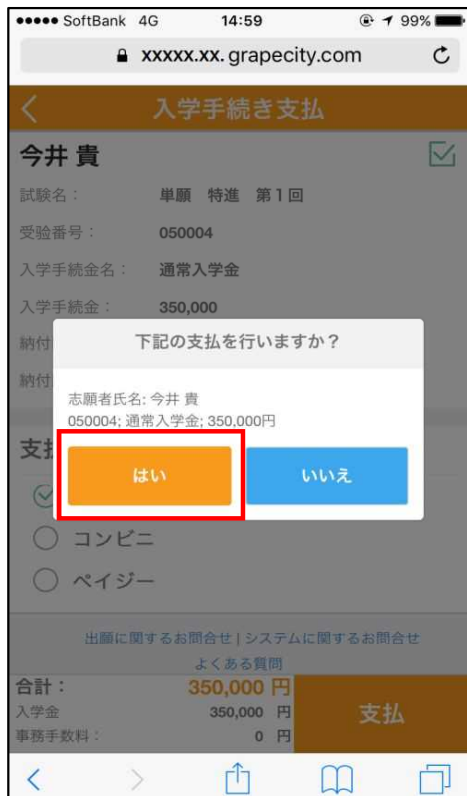 SoftBank 4G 14:59 99%
xxxxx.xx. grapecity.com
入学手続き支払
今井 貴
試験名： 単願 特進 第1回
受験番号： 050004
入学手続金名： 通常入学金
入学手続金： 350,000
納付
納付
下記の支払を行いますか？
志願者氏名: 今井 貴
050004; 通常入学金; 350,000円
はい いいえ
支払
コンビニ
ペイジー
出願に関するお問合せ | システムに関するお問合せ
よくある質問
合計： 350,000 円
入学金 350,000 円
事務手数料： 0 円
支払